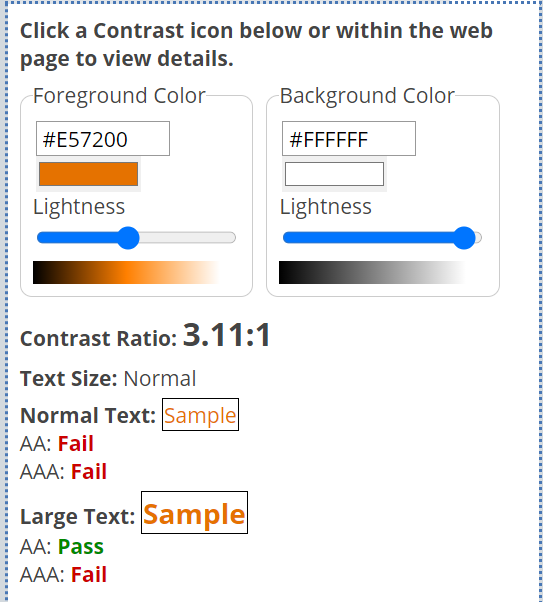 Click a Contrast icon below or within the web
page to view details.
Foreground Color
#E57200
Lightness
Background Color
#FFFFFF
Lightness
Contrast Ratio: 3.11:1
Text Size: Normal
Normal Text: Sample
AA: Fail
AAA: Fail
Large Text: Sample
AA: Pass
AAA: Fail